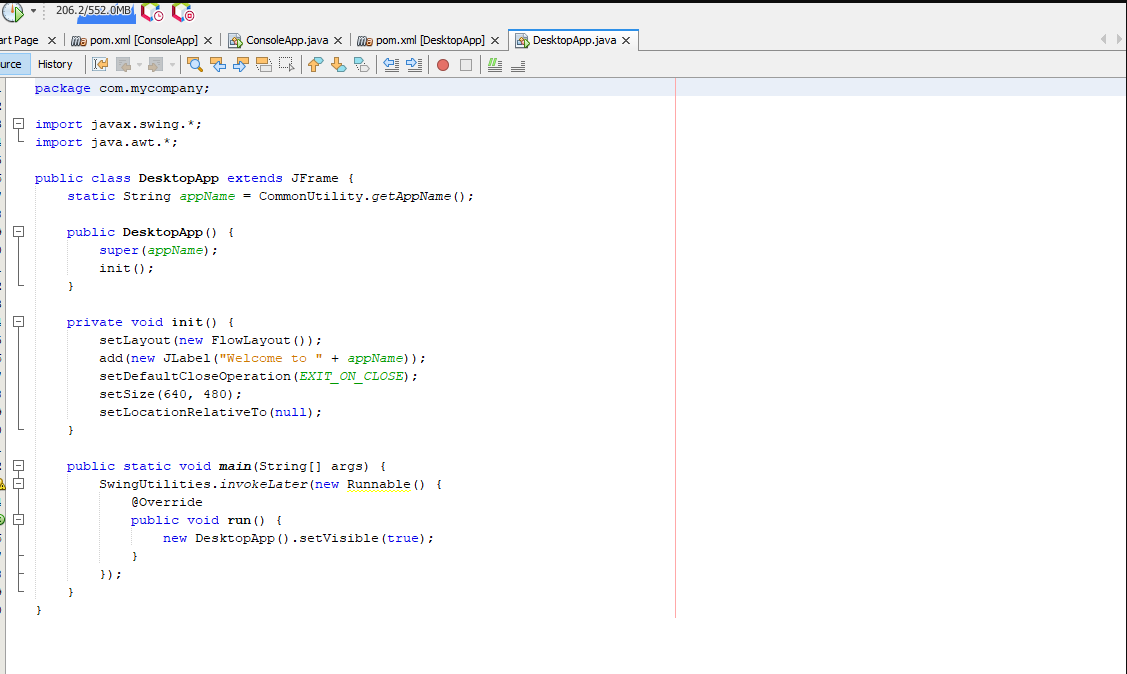 206.2/552.0MB
art Page
pom.xml [ConsoleApp]
ConsoleApp.java
pom.xml [DesktopApp]
DesktopApp.java
urce History
package com.mycompany;
import javax.swing.*;
import java.awt.*;
public class DesktopApp extends JFrame {
static String appName = CommonUtility.getAppName();
public DesktopApp() {
super(appName);
init();
}
private void init() {
setLayout(new FlowLayout());
add(new JLabel("Welcome to " + appName));
setDefaultCloseOperation(EXIT_ON_CLOSE);
setSize(640, 480);
setLocationRelativeTo(null);
}
public static void main(String[] args) {
SwingUtilities.invokeLater(new Runnable() {
@Override
public void run() {
new DesktopApp().setVisible(true);
}
});
}
}